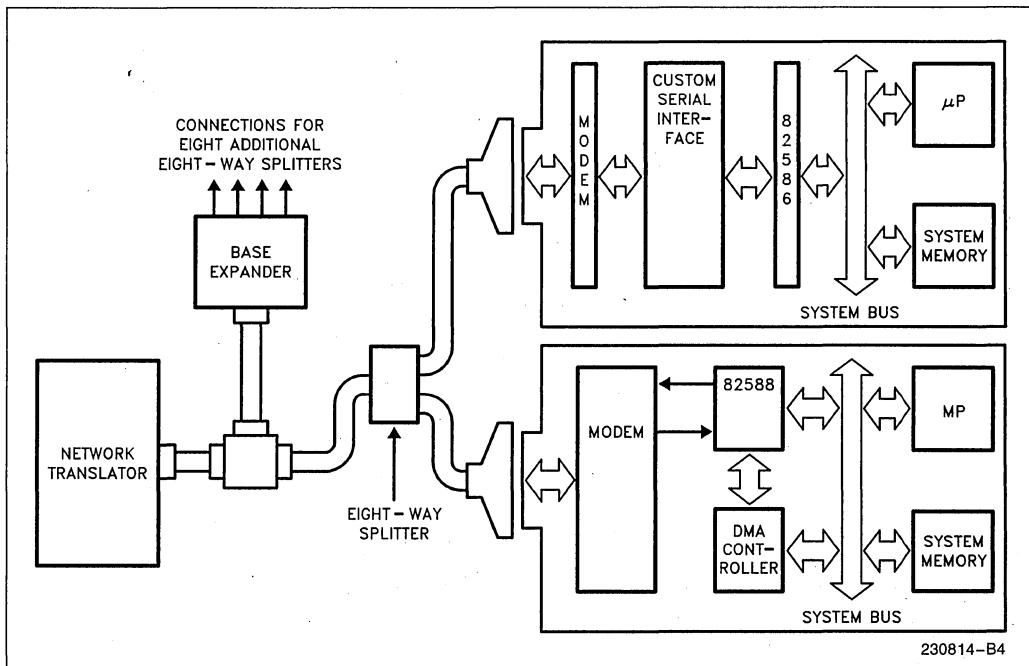 CONNECTIONS FOR
EIGHT ADDITIONAL
EIGHT-WAY SPLITTERS
BASE
EXPANDER
NETWORK
TRANSLATOR
EIGHT-WAY
SPLITTER
MODEM
CUSTOM
SERIAL
INTER-
FACE
82586
μP
SYSTEM
MEMORY
SYSTEM BUS
MODEM
82588
DMA
CONT-
ROLLER
MP
SYSTEM
MEMORY
SYSTEM BUS
230814-B4